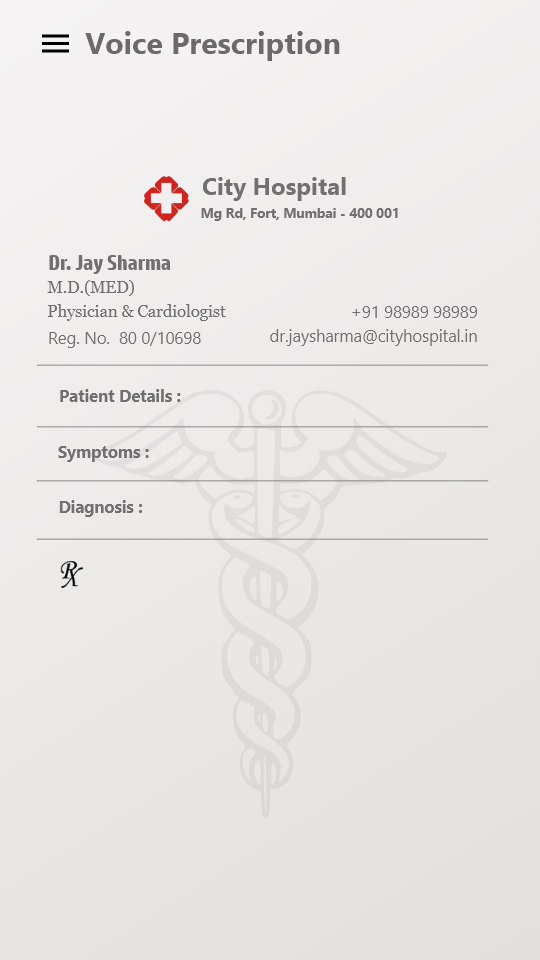 Voice Prescription
City Hospital
Mg Rd, Fort, Mumbai - 400 001
Dr. Jay Sharma
M.D.(MED)
Physician & Cardiologist
+91 98989 98989
Reg. No.  80 0/10698
dr.jaysharma@cityhospital.in
Patient Details :
Symptoms :
Diagnosis :
Rx